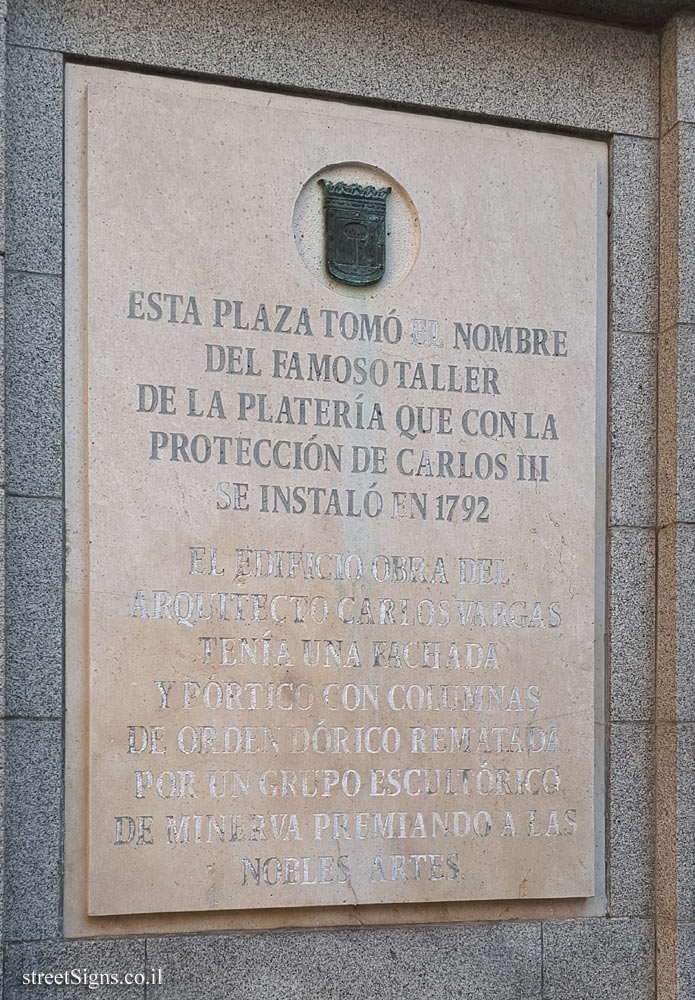 ESTA PLAZA TOMÓ EL NOMBRE
DEL FAMOSO TALLER
DE LA PLATERÍA QUE CON LA
PROTECCIÓN DE CARLOS III
SE INSTALÓ EN 1792
EL EDIFICIO OBRA DEL
ARQUITECTO CARLOS VARGAS
TENÍA UNA FACHADA
Y PÓRTICO CON COLUMNAS
DE ORDEN DÓRICO REMATADA
POR UN GRUPO ESCULTÓRICO
DE MINERVA PREMIANDO A LAS
NOBLES ARTES
streetSigns.co.il